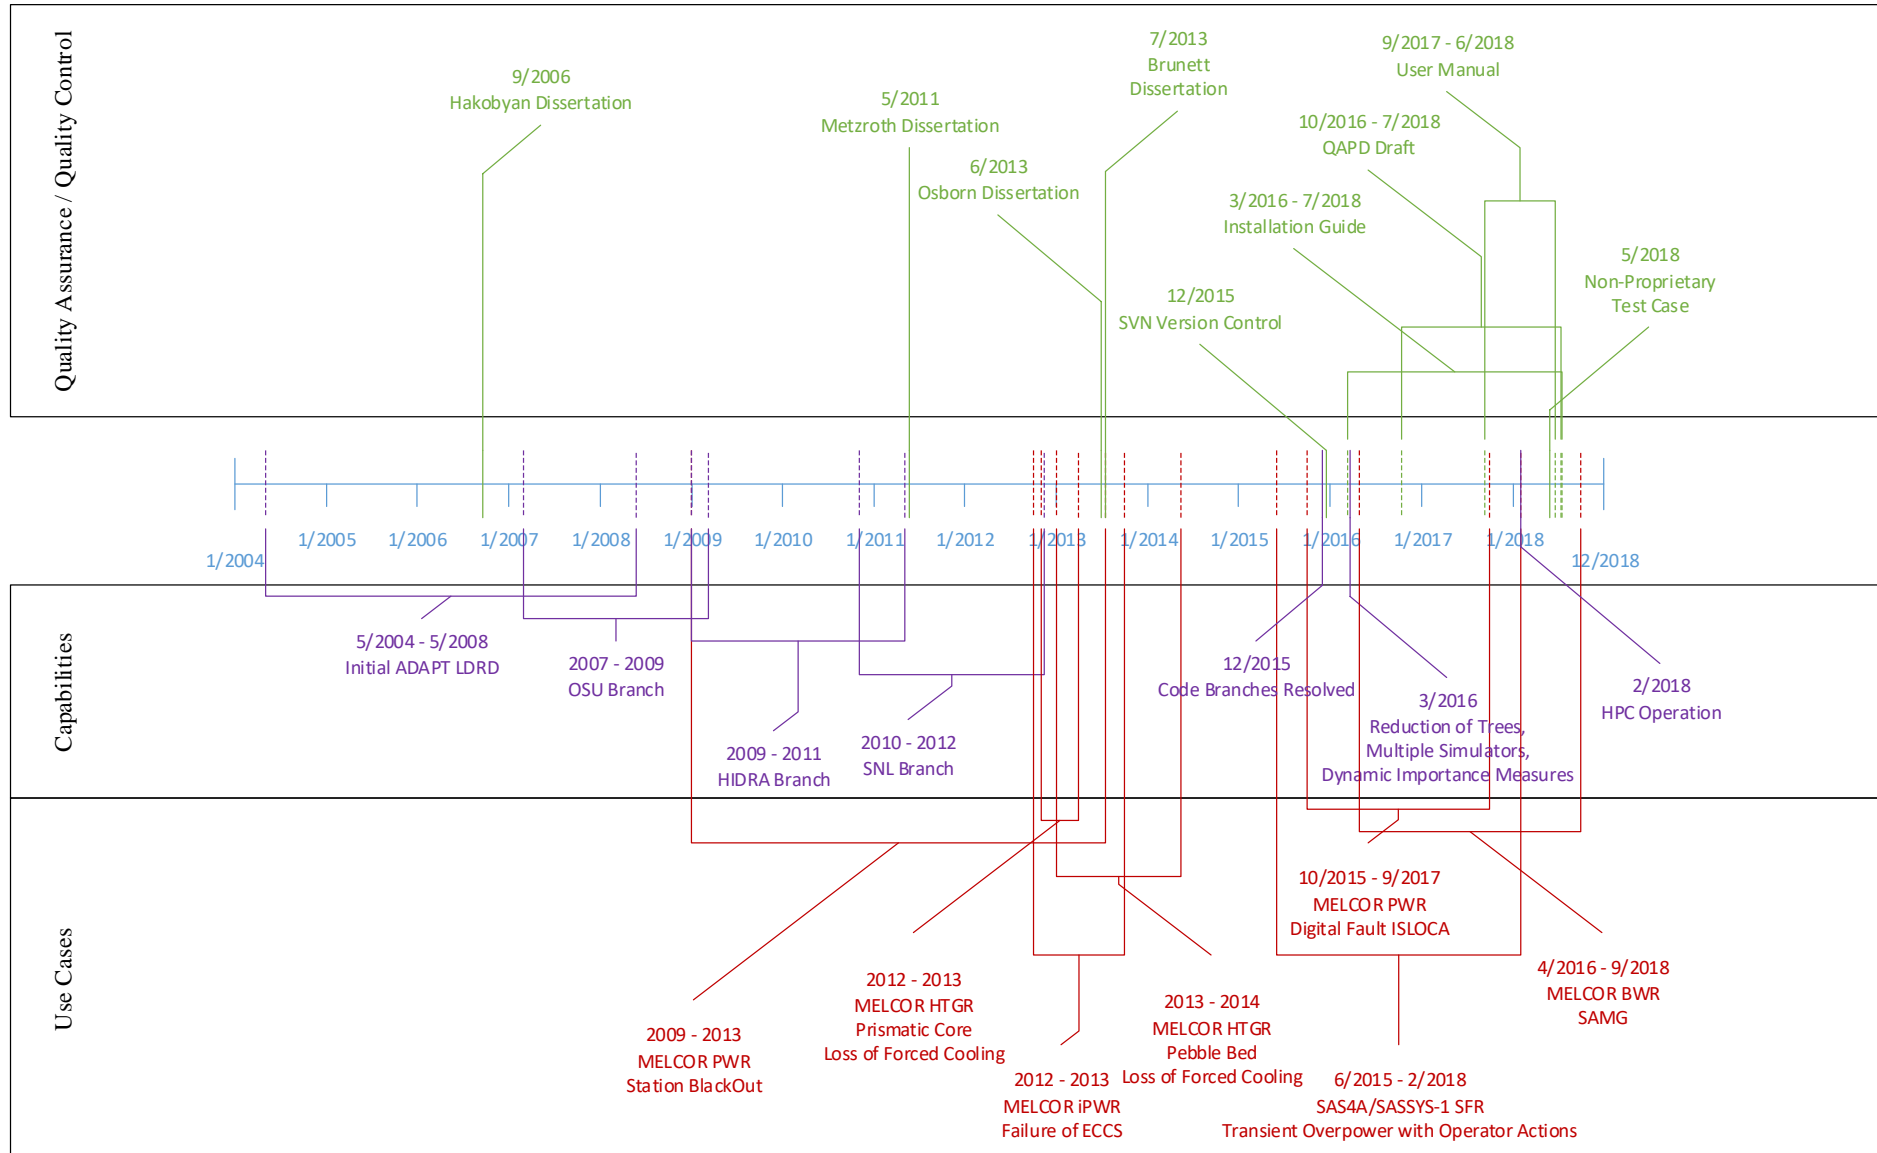 Quality Assurance / Quality Control
9/2006
Hakobyan Dissertation
5/2011
Metzroth Dissertation
6/2013
Osborn Dissertation
7/2013
Brunett
Dissertation
9/2017 - 6/2018
User Manual
10/2016 - 7/2018
QAPD Draft
3/2016 - 7/2018
Installation Guide
12/2015
SVN Version Control
5/2018
Non-Proprietary
Test Case
1/2004
1/2005
1/2006
1/2007
1/2008
1/2009
1/2010
1/2011
1/2012
1/2013
1/2014
1/2015
1/2016
1/2017
1/2018
12/2018
Capabilities
5/2004 - 5/2008
Initial ADAPT LDRD
2007 - 2009
OSU Branch
2009 - 2011
HIDRA Branch
2010 - 2012
SNL Branch
12/2015
Code Branches Resolved
3/2016
Reduction of Trees,
Multiple Simulators,
Dynamic Importance Measures
2/2018
HPC Operation
Use Cases
2009 - 2013
MELCOR PWR
Station BlackOut
2012 - 2013
MELCOR HTGR
Prismatic Core
Loss of Forced Cooling
2012 - 2013
MELCOR iPWR
Failure of ECCS
2013 - 2014
MELCOR HTGR
Pebble Bed
Loss of Forced Cooling
10/2015 - 9/2017
MELCOR PWR
Digital Fault ISLOCA
6/2015 - 2/2018
SAS4A/SASSYS-1 SFR
Transient Overpower with Operator Actions
4/2016 - 9/2018
MELCOR BWR
SAMG